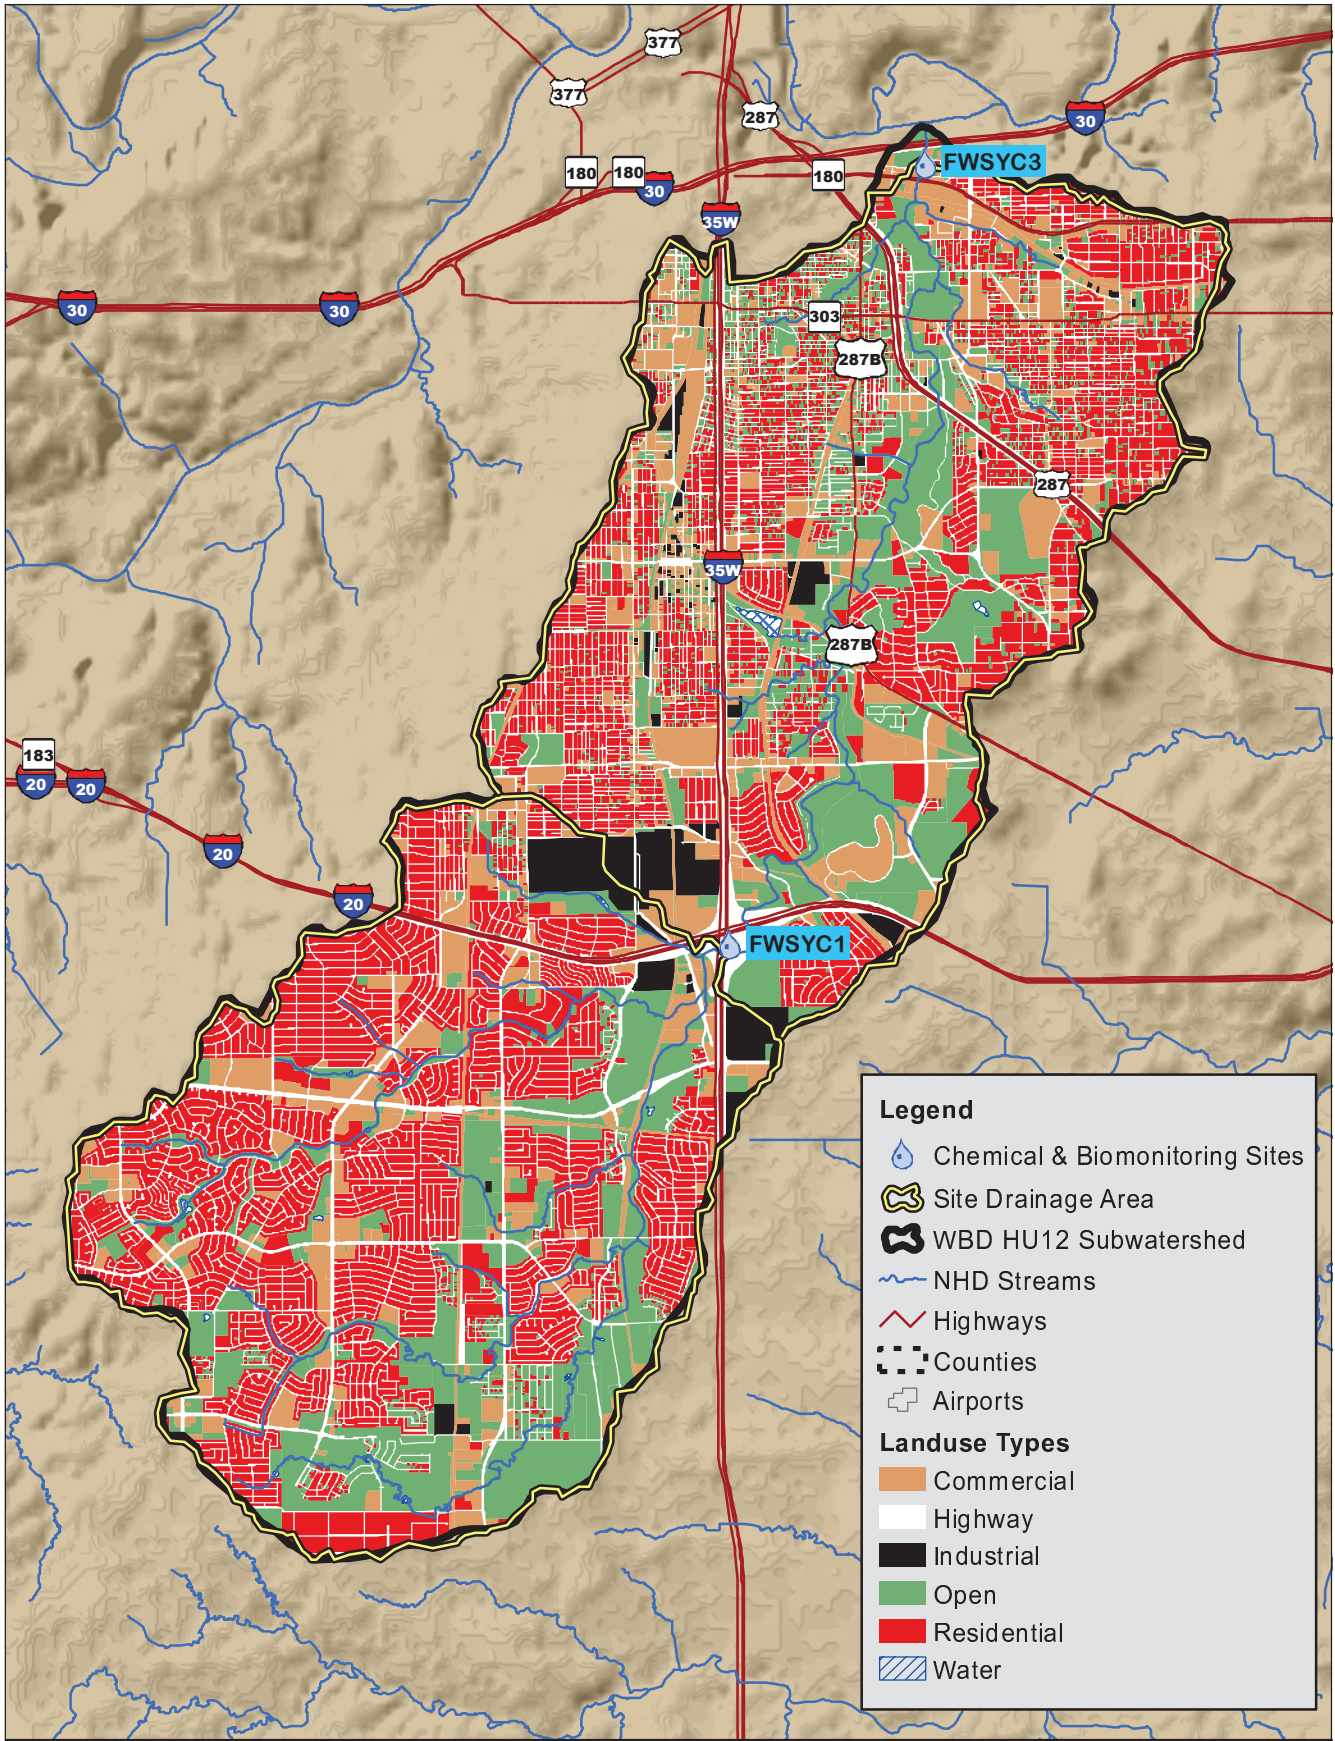 377
377
287
30
180
180
30
180
FWSYC3
35W
30
30
303
287B
287
35W
287B
183
20
20
20
20
FWSYC1
Legend
Chemical & Biomonitoring Sites
Site Drainage Area
WBD HU12 Subwatershed
NHD Streams
Highways
Counties
Airports
Landuse Types
Commercial
Highway
Industrial
Open
Residential
Water